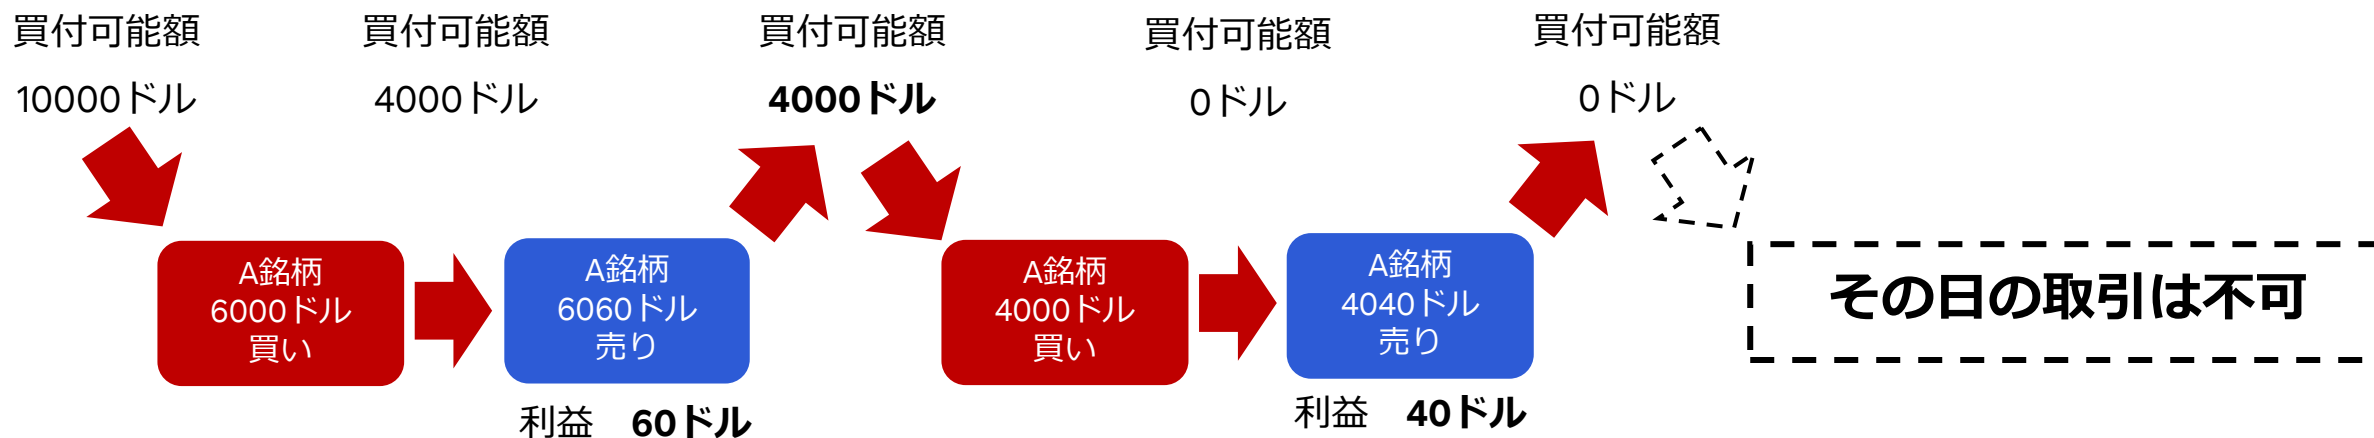 買付可能額
10000ドル
買付可能額
4000ドル
買付可能額
4000ドル
買付可能額
0ドル
買付可能額
0ドル
A銘柄
6000ドル
買い
A銘柄
6060ドル
売り
利益　60ドル
A銘柄
4000ドル
買い
A銘柄
4040ドル
売り
利益　40ドル
その日の取引は不可